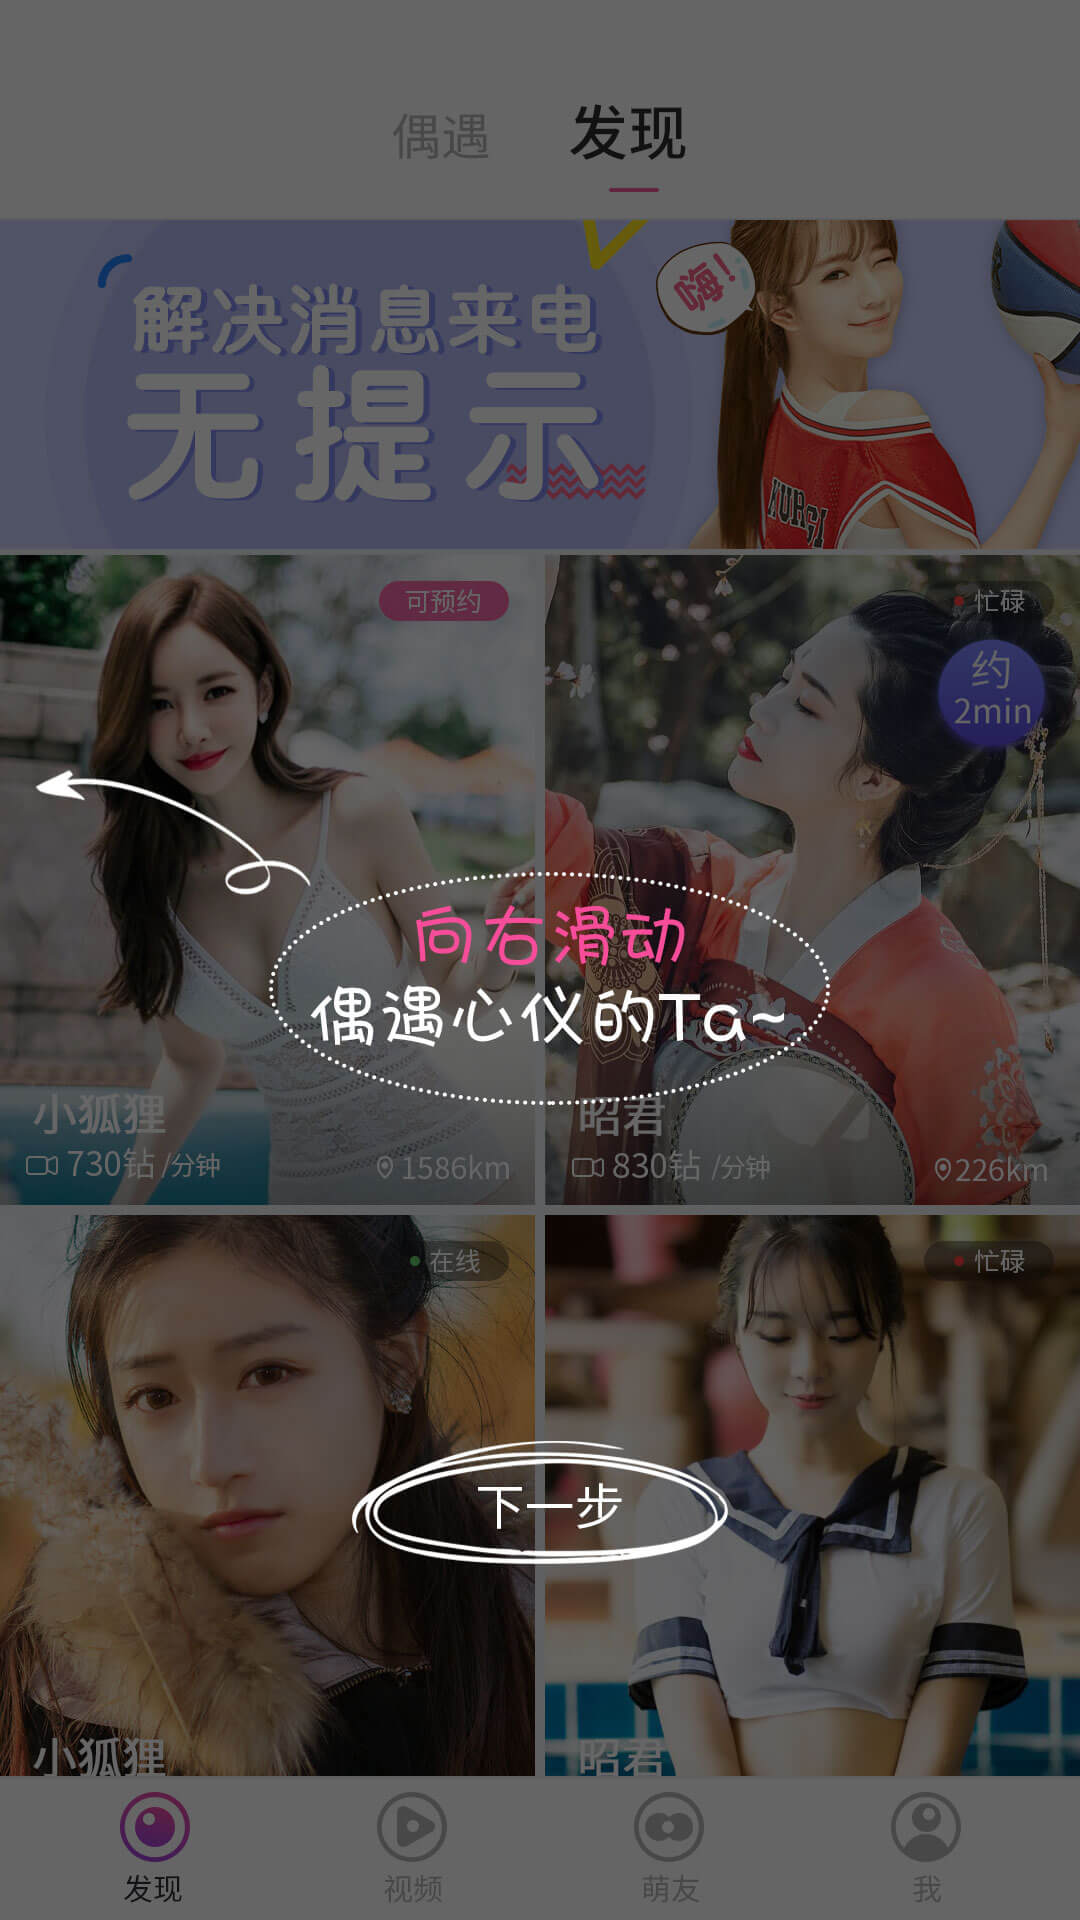 偶遇 发现
嗨!
解决消息来电
无提示
KURGI
可预约
忙碌
约
2min
向右滑动
偶遇心仪的Ta~
小狐狸
730钻/分钟
1586km
昭君
830钻 /分钟
226km
在线
忙碌
下一步
小狐狸
昭君
发现 视频 萌友 我